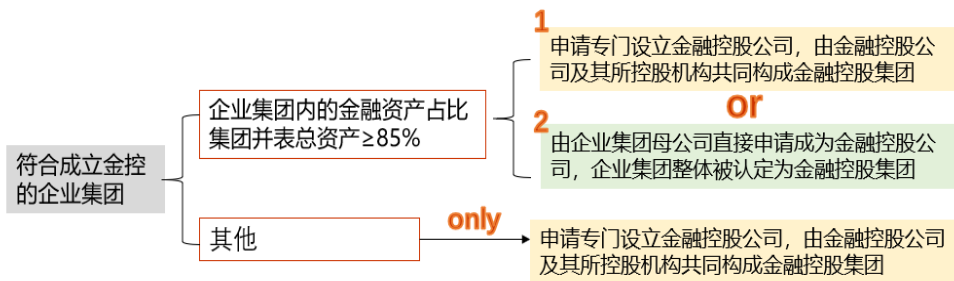 符合成立金控
的企业集团
企业集团内的金融资产占比
集团并表总资产≥85%
1
申请专门设立金融控股公司，由金融控股公
司及其所控股机构共同构成金融控股集团
or
2
由企业集团母公司直接申请成为金融控股公
司，企业集团整体被认定为金融控股集团
其他
only
申请专门设立金融控股公司，由金融控股公司
及其所控股机构共同构成金融控股集团